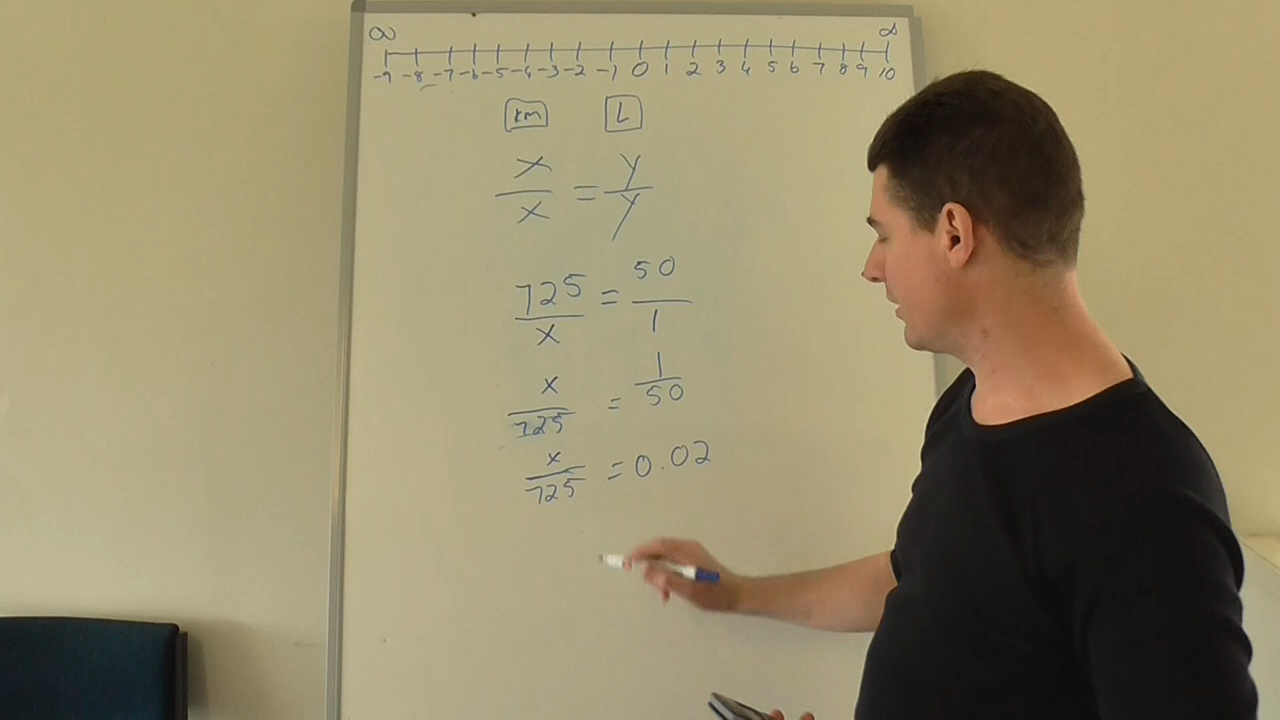 ∞ ∞
-9 -8 -7 -6 -5 -4 -3 -2 -1 0 1 2 3 4 5 6 7 8 9 10
km L
x/x = y/y
725/x = 50/1
x/725 = 1/50
x/725 = 0.02